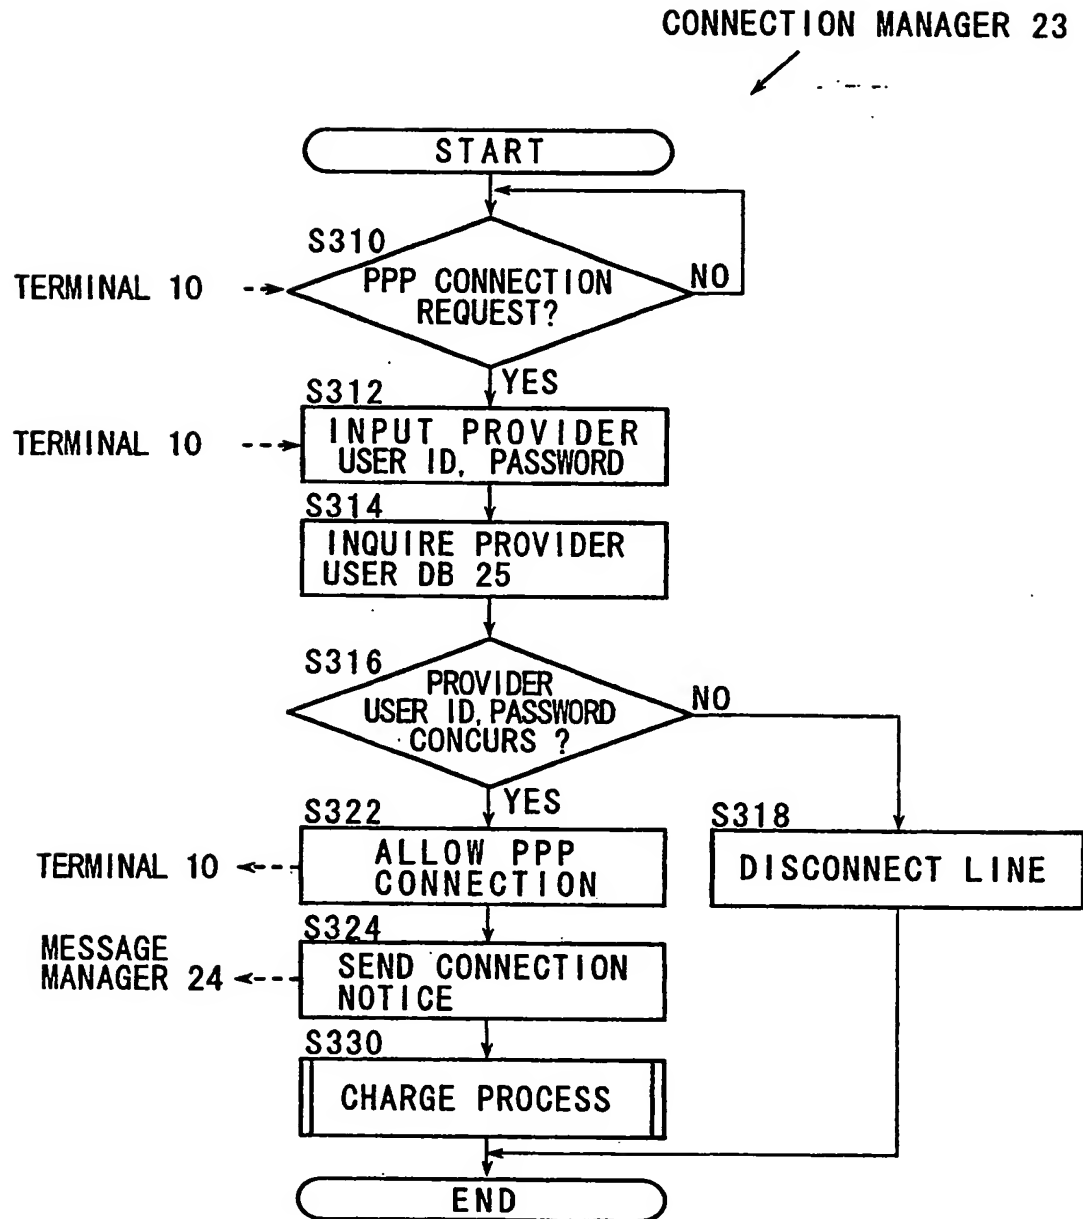 CONNECTION MANAGER 23
START
S310
TERMINAL 10
PPP CONNECTION
REQUEST?
NO
YES
S312
TERMINAL 10
INPUT PROVIDER
USER ID, PASSWORD
S314
INQUIRE PROVIDER
USER DB 25
S316
PROVIDER
USER ID, PASSWORD
CONCURS ?
NO
YES
S322
TERMINAL 10
ALLOW PPP
CONNECTION
S318
DISCONNECT LINE
S324
MESSAGE
MANAGER 24
SEND CONNECTION
NOTICE
S330
CHARGE PROCESS
END